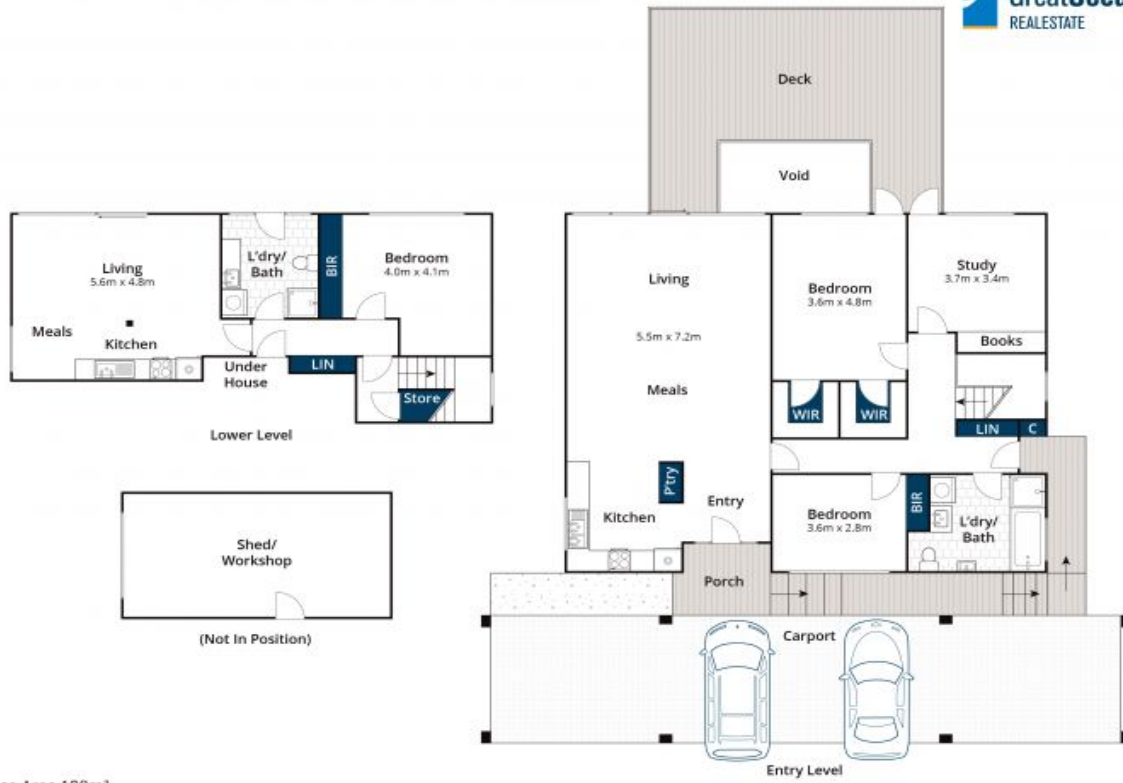 REALESTATE
Deck
Void
Living
5.6m x 4.8m
L'dry/
Bath
BIR
Bedroom
4.0m x 4.1m
Meals
Kitchen
Under
House
LIN
Store
Lower Level
Shed/
Workshop
(Not In Position)
Living
5.5m x 7.2m
Meals
Bedroom
3.6m x 4.8m
Study
3.7m x 3.4m
Books
WIR
WIR
LIN
C
P'try
Entry
Kitchen
Bedroom
3.6m x 2.8m
BIR
L'dry/
Bath
Porch
Carport
Entry Level